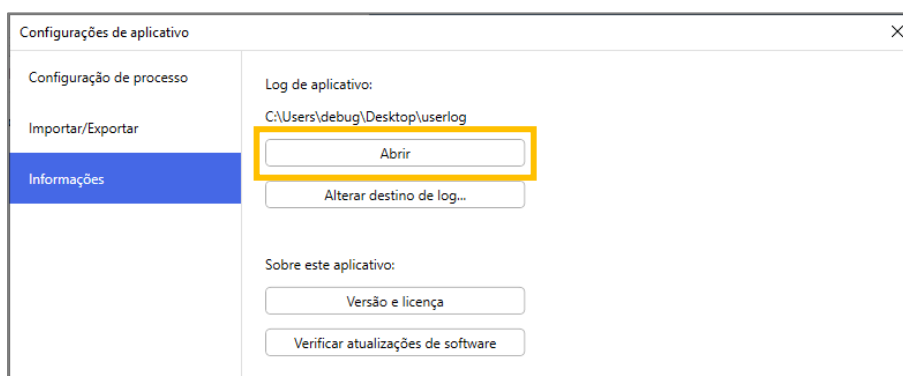 Configurações de aplicativo
Configuração de processo
Importar/Exportar
Informações
Log de aplicativo:
C:\Users\debug\Desktop\userlog
Abrir
Alterar destino de log...
Sobre este aplicativo:
Versão e licença
Verificar atualizações de software